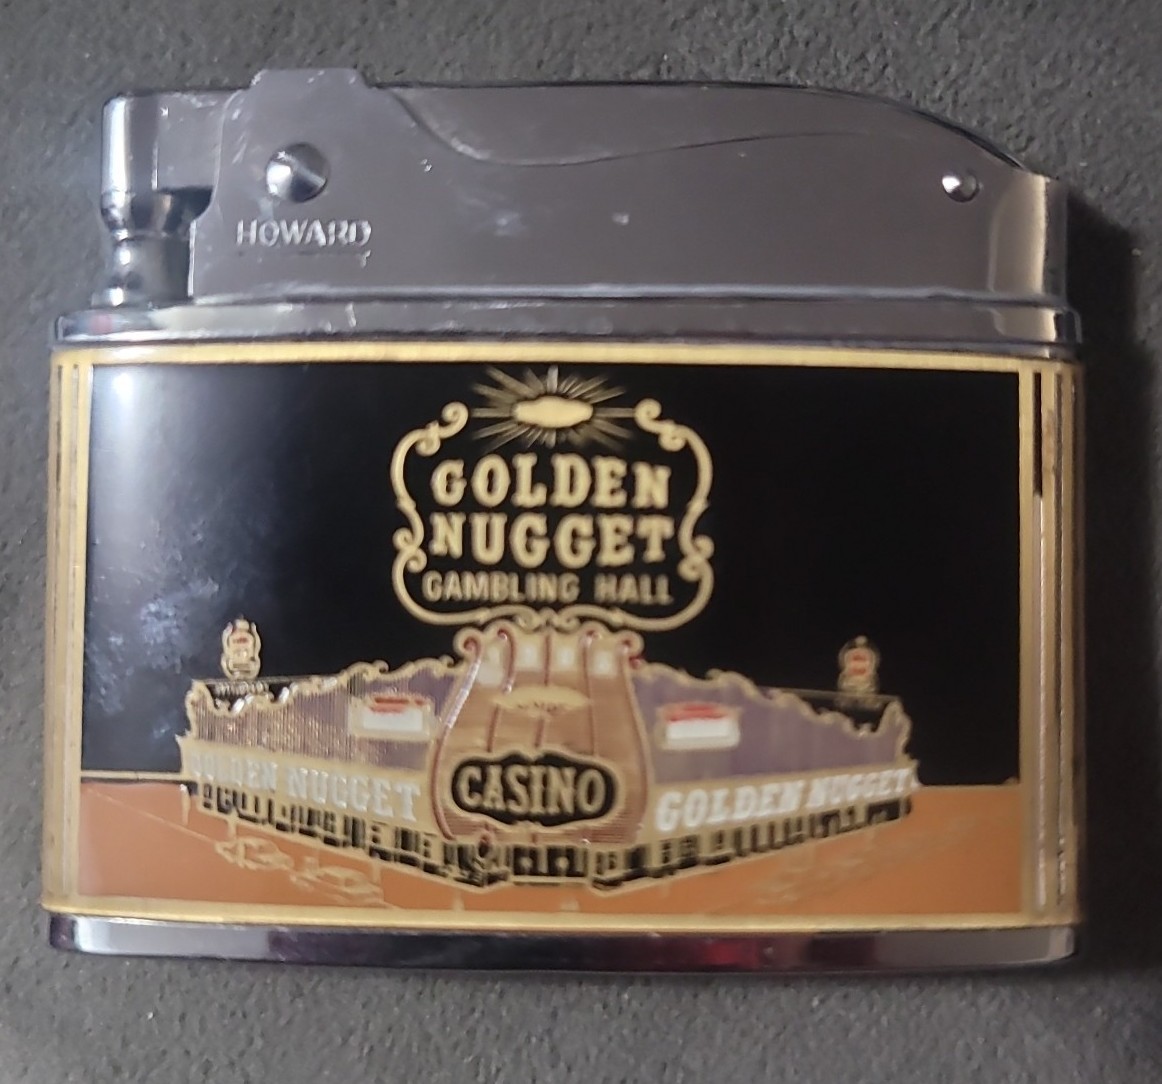 HOWARD
GOLDEN
NUGGET
GAMBLING HALL
GOLDEN NUGGET
CASINO
GOLDEN NUGGET